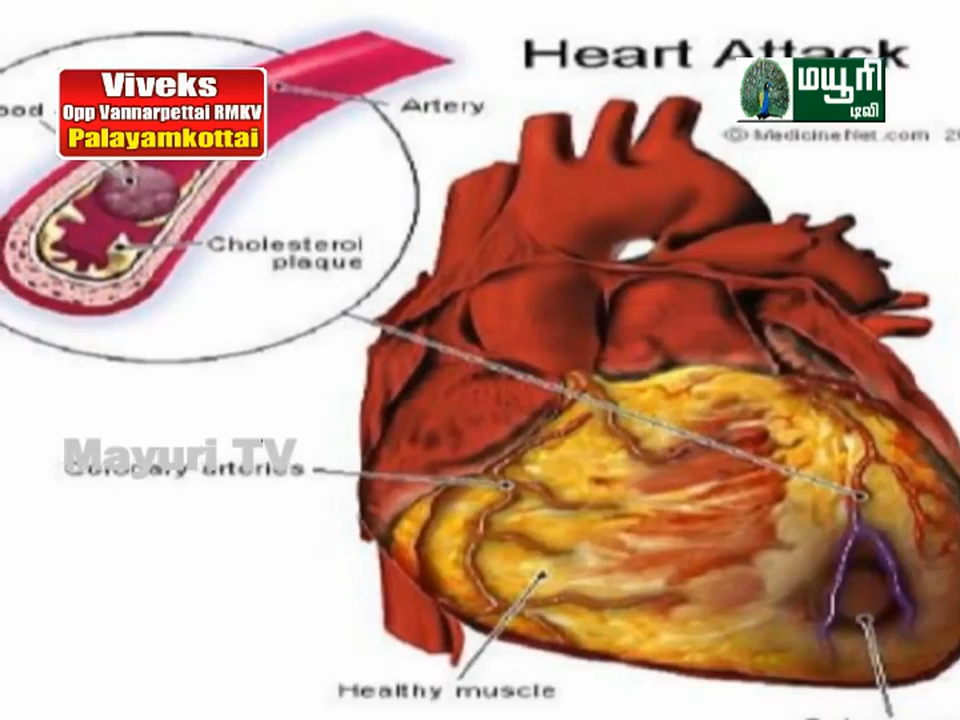 Heart Attack
Viveks
Opp Vannarpettai RMKV
Palayamkottai
மயூரி
டிவி
Artery
© MedicineNet.com
Cholesterol
plaque
Mayuri TV
Coronary arteries
Healthy muscle